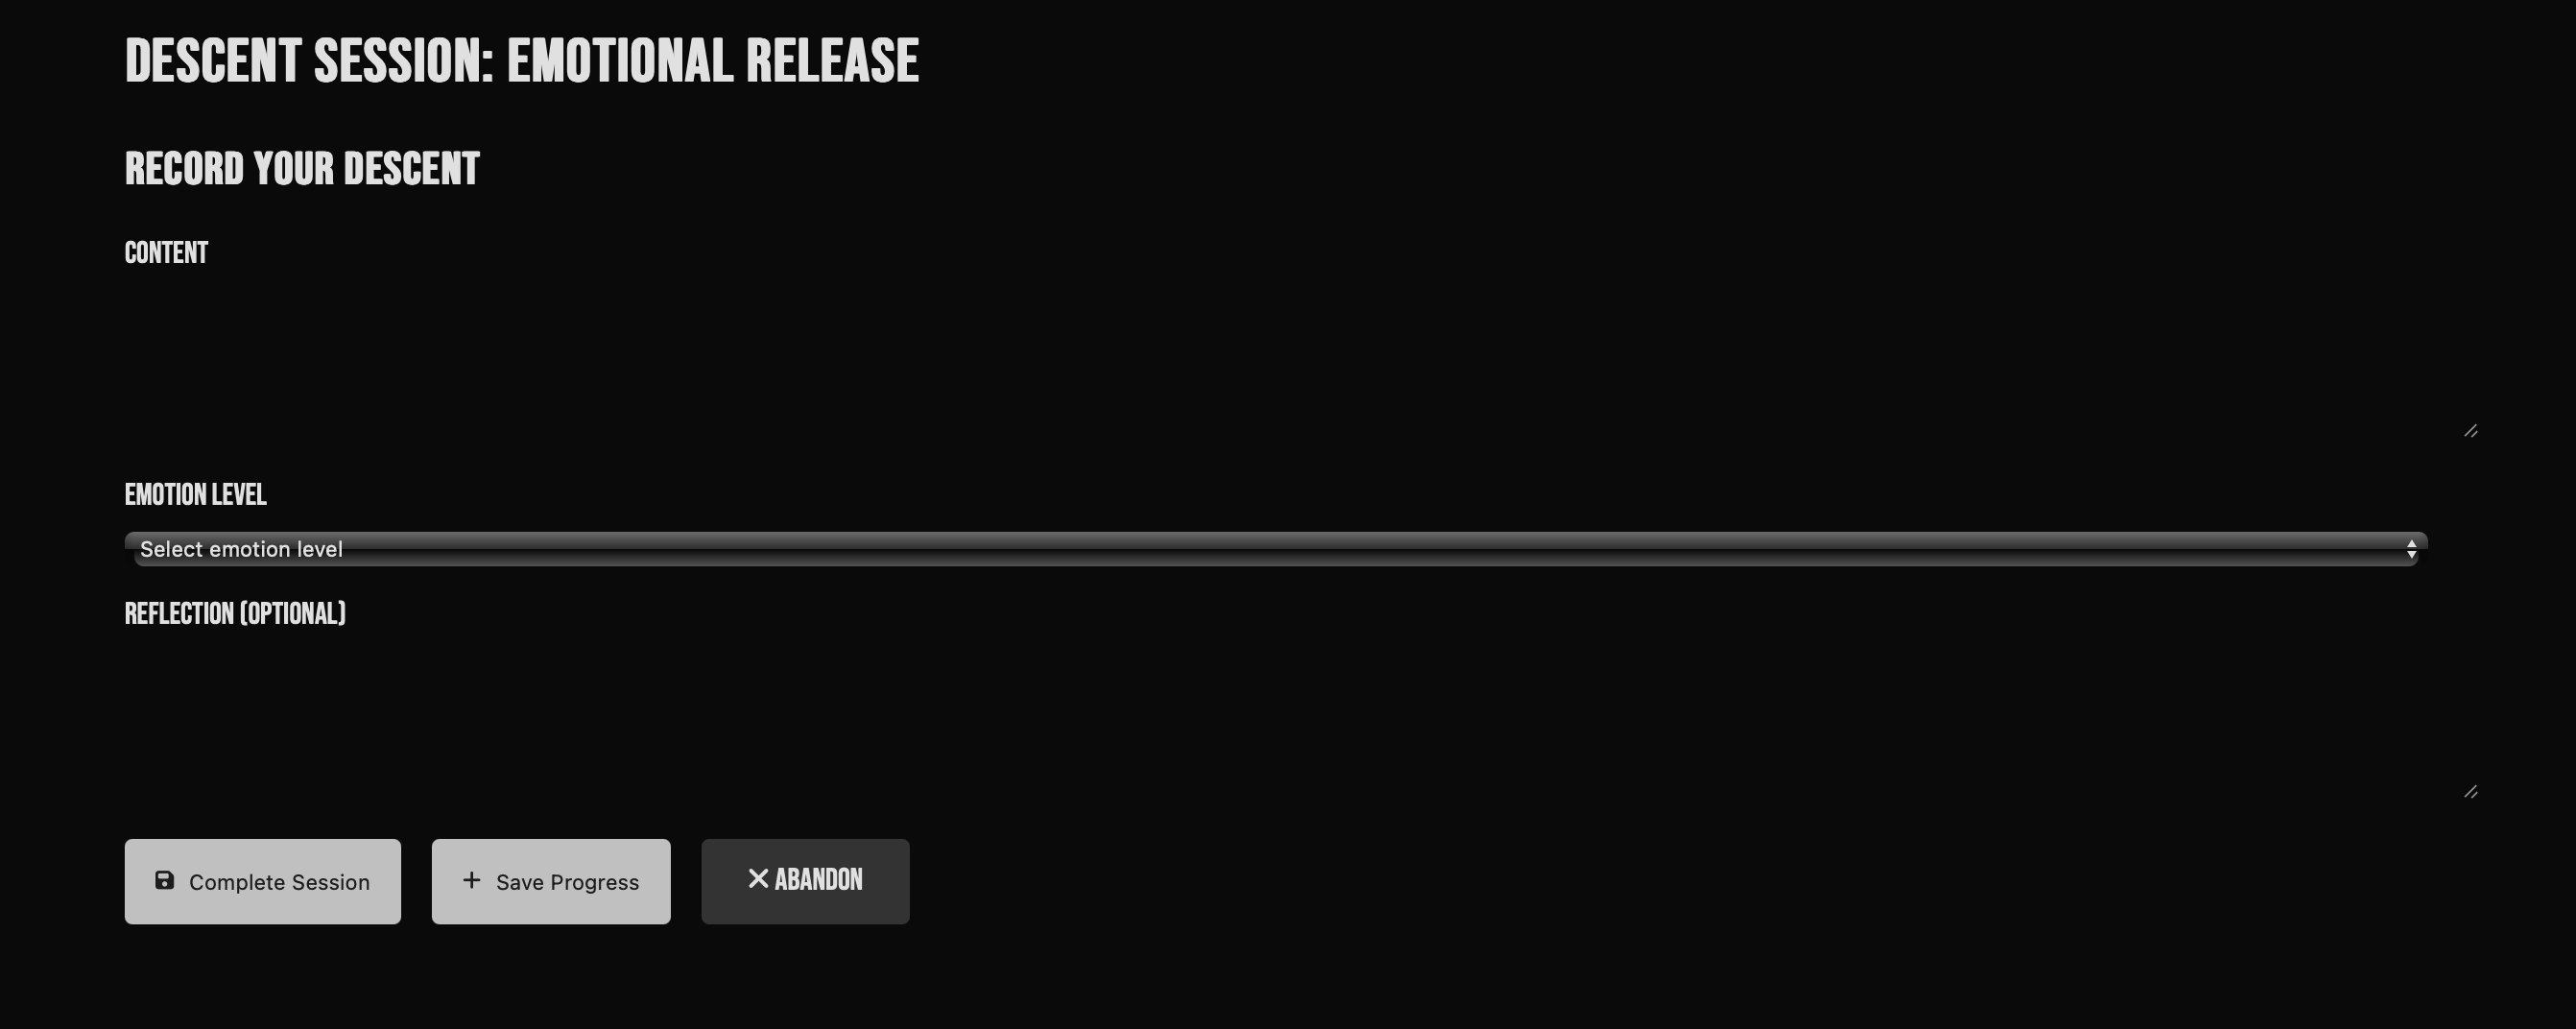 DESCENT SESSION: EMOTIONAL RELEASE
RECORD YOUR DESCENT
CONTENT
EMOTION LEVEL
Select emotion level
REFLECTION (OPTIONAL)
Complete Session
Save Progress
ABANDON